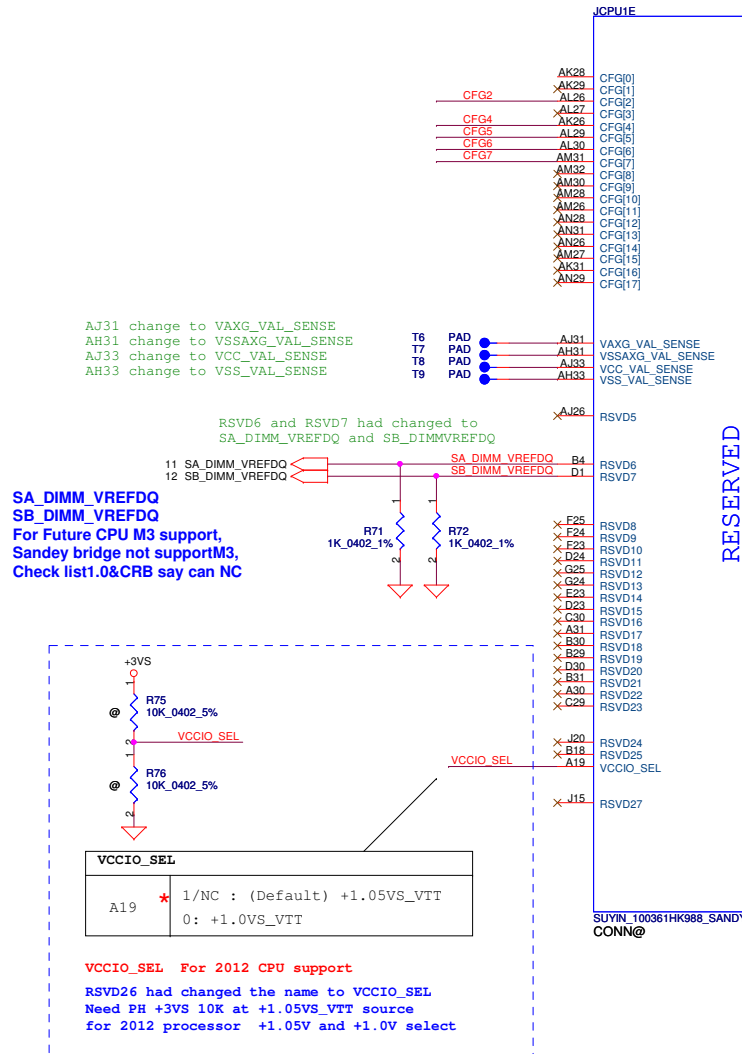 JCPU1E
AK28 CFG[0]
AK29 CFG[1]
CFG2 AL26 CFG[2]
AL27 CFG[3]
CFG4 AK26 CFG[4]
CFG5 AL29 CFG[5]
CFG6 AL30 CFG[6]
CFG7 AM31 CFG[7]
AM32 CFG[8]
AM30 CFG[9]
AM28 CFG[10]
AM26 CFG[11]
AN28 CFG[12]
AN31 CFG[13]
AN26 CFG[14]
AM27 CFG[15]
AK31 CFG[16]
AN29 CFG[17]
AJ31 change to VAXG_VAL_SENSE
AH31 change to VSSAXG_VAL_SENSE
AJ33 change to VCC_VAL_SENSE
AH33 change to VSS_VAL_SENSE
T6 PAD AJ31 VAXG_VAL_SENSE
T7 PAD AH31 VSSAXG_VAL_SENSE
T8 PAD AJ33 VCC_VAL_SENSE
T9 PAD AH33 VSS_VAL_SENSE
AJ26 RSVD5
RSVD6 and RSVD7 had changed to
SA_DIMM_VREFDQ and SB_DIMMVREFDQ
11 SA_DIMM_VREFDQ SA_DIMM_VREFDQ B4 RSVD6
12 SB_DIMM_VREFDQ SB_DIMM_VREFDQ D1 RSVD7
SA_DIMM_VREFDQ
SB_DIMM_VREFDQ
For Future CPU M3 support,
Sandey bridge not supportM3,
Check list1.0&CRB say can NC
1 1
R71 R72
1K_0402_1% 1K_0402_1%
2 2
F25 RSVD8
F24 RSVD9
F23 RSVD10
D24 RSVD11
G25 RSVD12
G24 RSVD13
E23 RSVD14
D23 RSVD15
C30 RSVD16
A31 RSVD17
B30 RSVD18
B29 RSVD19
D30 RSVD20
B31 RSVD21
A30 RSVD22
C29 RSVD23
J20 RSVD24
B18 RSVD25
VCCIO_SEL A19 VCCIO_SEL
J15 RSVD27
RESERVED
+3VS
1
R75
@ 10K_0402_5%
2 VCCIO_SEL
1
R76
@ 10K_0402_5%
2
VCCIO_SEL
A19 * 1/NC : (Default) +1.05VS_VTT
0: +1.0VS_VTT
SUYIN_100361HK988_SANDY
CONN@
VCCIO_SEL For 2012 CPU support
RSVD26 had changed the name to VCCIO_SEL
Need PH +3VS 10K at +1.05VS_VTT source
for 2012 processor +1.05V and +1.0V select